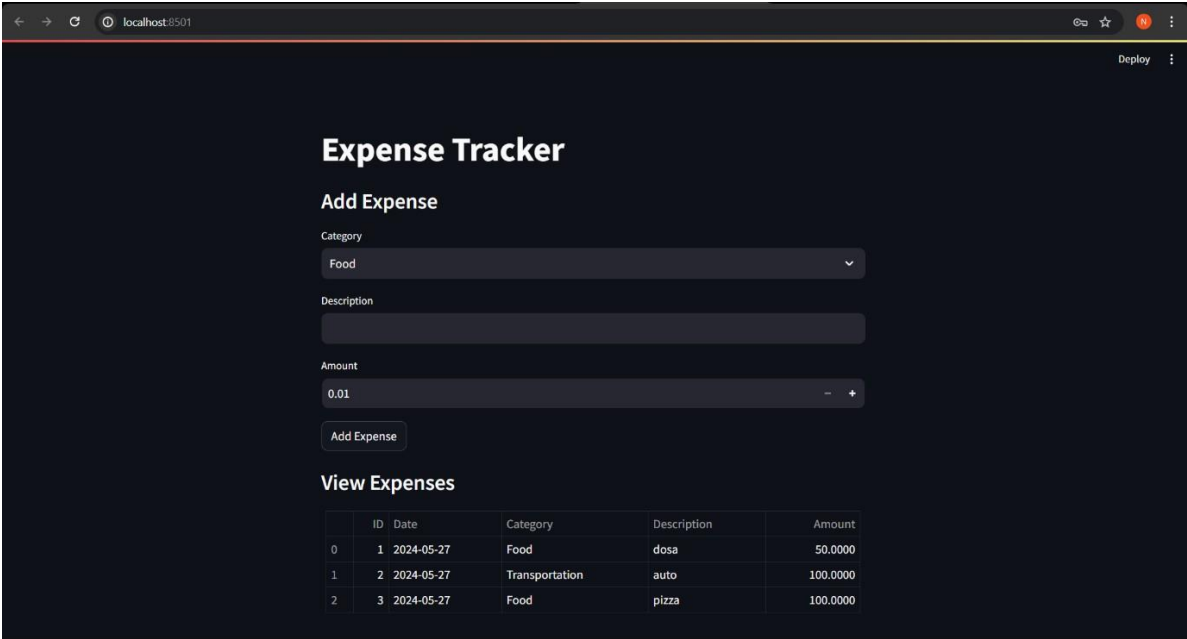 localhost:8501
N
Deploy
Expense Tracker
Add Expense
Category
Food
Description
Amount
0.01
Add Expense
View Expenses
ID Date Category Description Amount
0 1 2024-05-27 Food dosa 50.0000
1 2 2024-05-27 Transportation auto 100.0000
2 3 2024-05-27 Food pizza 100.0000